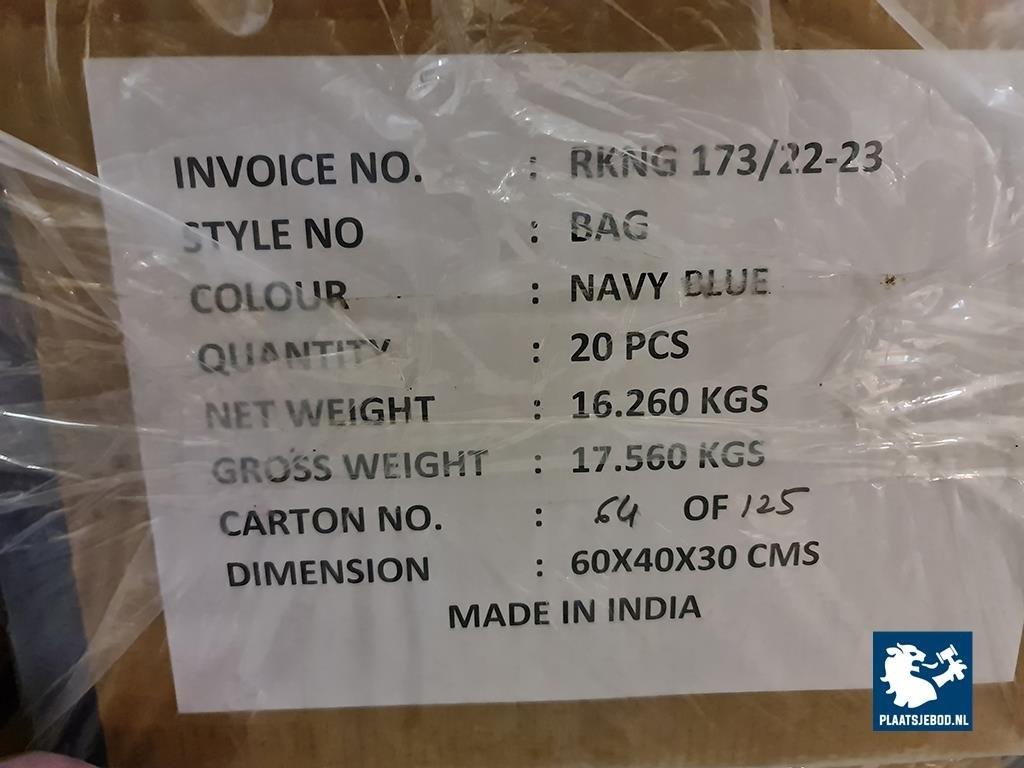 INVOICE NO. : RKNG 173/22-23
STYLE NO : BAG
COLOUR : NAVY BLUE
QUANTITY : 20 PCS
NET WEIGHT : 16.260 KGS
GROSS WEIGHT : 17.560 KGS
CARTON NO. : 64 OF 125
DIMENSION : 60X40X30 CMS
MADE IN INDIA
PLAATSJEBOD.NL